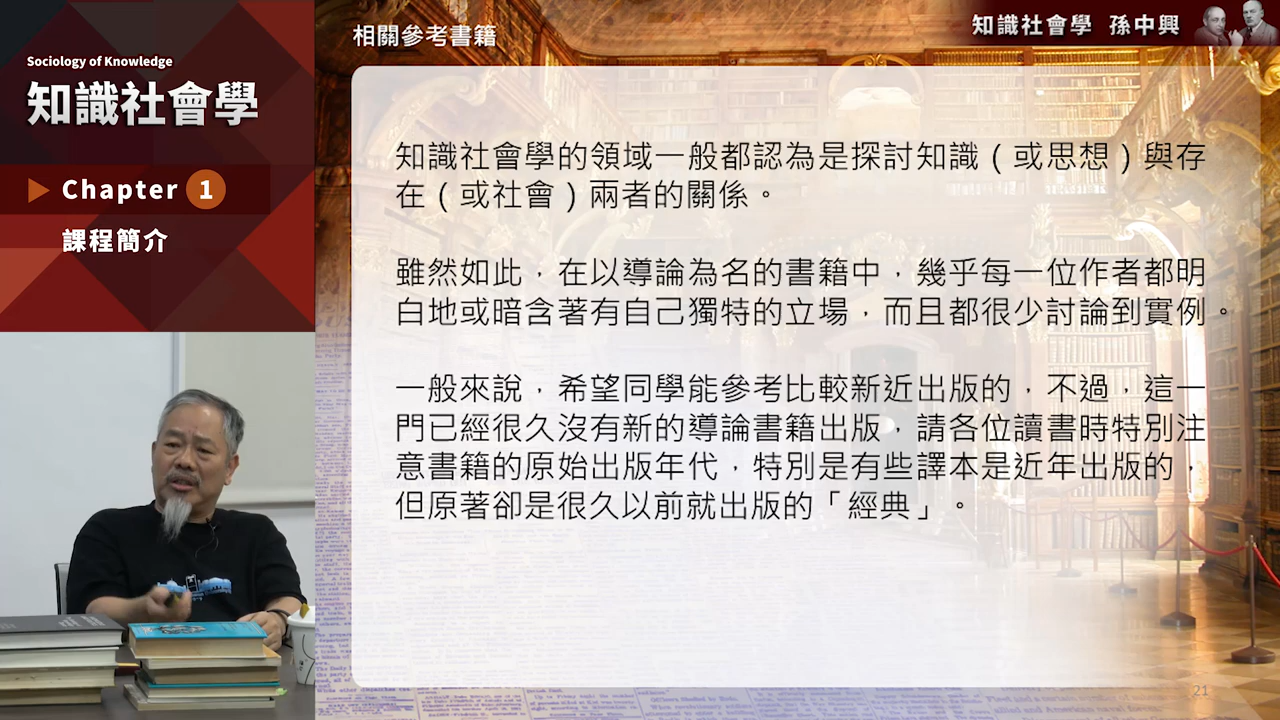 Sociology of Knowledge
知識社會學
Chapter 1
課程簡介
相關參考書籍
知識社會學 孫中興
知識社會學的領域一般都認為是探討知識(或思想)與存
在(或社會)兩者的關係。
雖然如此,在以導論為名的書籍中,幾乎每一位作者都明
白地或暗含著有自己獨特的立場,而且都很少討論到實例。
一般來說,希望同學能參考比較新近出版的,不過,這一
門已經很久沒有新的導論書籍出版,請各位讀書時特別注
意書籍的原始出版年代,特別是有些譯本是近年出版的,
但原著卻是很久以前就出版的「經典」。
21